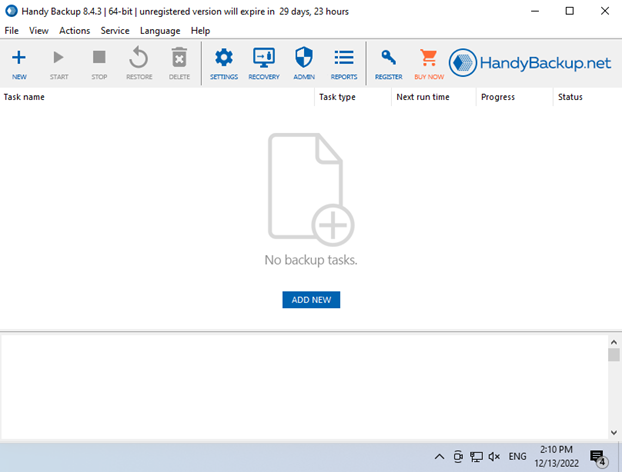 Handy Backup 8.4.3 | 64-bit | unregistered version will expire in 29 days, 23 hours
File View Actions Service Language Help
NEW START STOP RESTORE DELETE SETTINGS RECOVERY ADMIN REPORTS REGISTER BUY NOW HandyBackup.net
Task name Task type Next run time Progress Status
No backup tasks.
ADD NEW
ENG 2:10 PM
12/13/2022 4